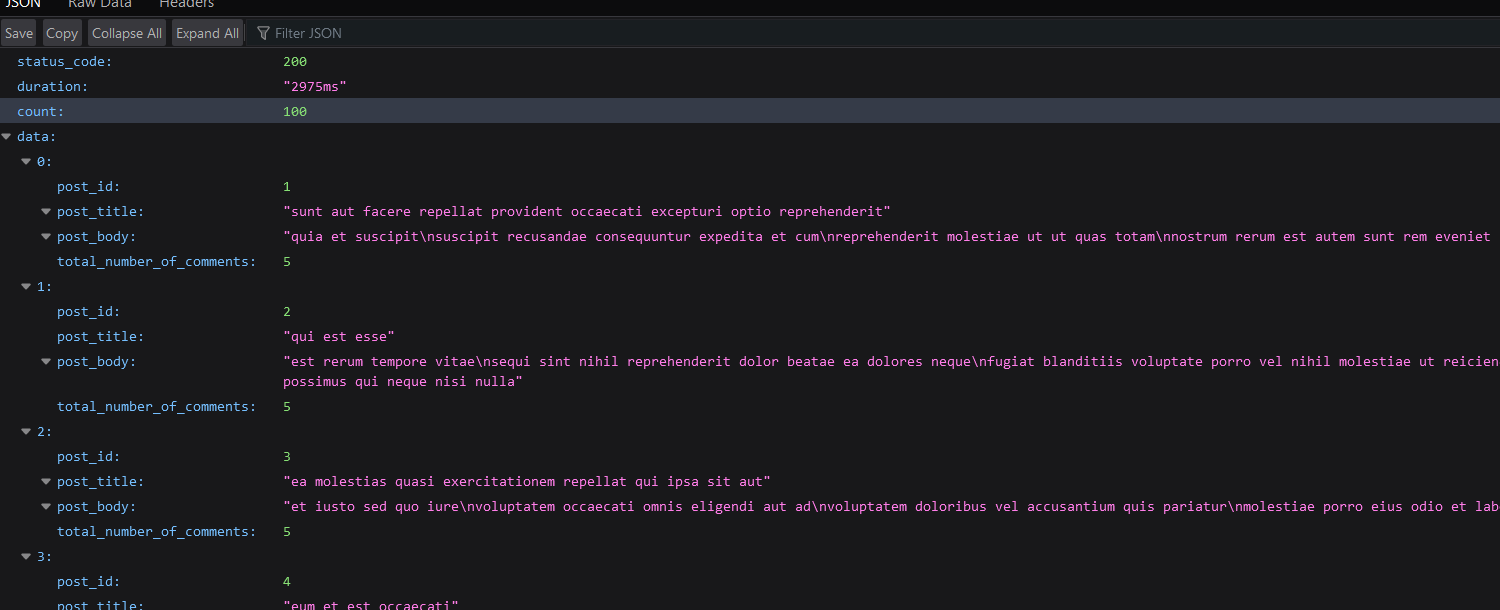 JSON Raw Data Headers
Save Copy Collapse All Expand All Filter JSON
status_code: 200
duration: "2975ms"
count: 100
data:
0:
post_id: 1
post_title: "sunt aut facere repellat provident occaecati excepturi optio reprehenderit"
post_body: "quia et suscipit\nsuscipit recusandae consequuntur expedita et cum\nreprehenderit molestiae ut ut quas totam\nnostrum rerum est autem sunt rem eveniet
total_number_of_comments: 5
1:
post_id: 2
post_title: "qui est esse"
post_body: "est rerum tempore vitae\nsequi sint nihil reprehenderit dolor beatae ea dolores neque\nfugiat blanditiis voluptate porro vel nihil molestiae ut reicien
possimus qui neque nisi nulla"
total_number_of_comments: 5
2:
post_id: 3
post_title: "ea molestias quasi exercitationem repellat qui ipsa sit aut"
post_body: "et iusto sed quo iure\nvoluptatem occaecati omnis eligendi aut ad\nvoluptatem doloribus vel accusantium quis pariatur\nmolestiae porro eius odio et lab
total_number_of_comments: 5
3:
post_id: 4
post_title: "eum et est occaecati"